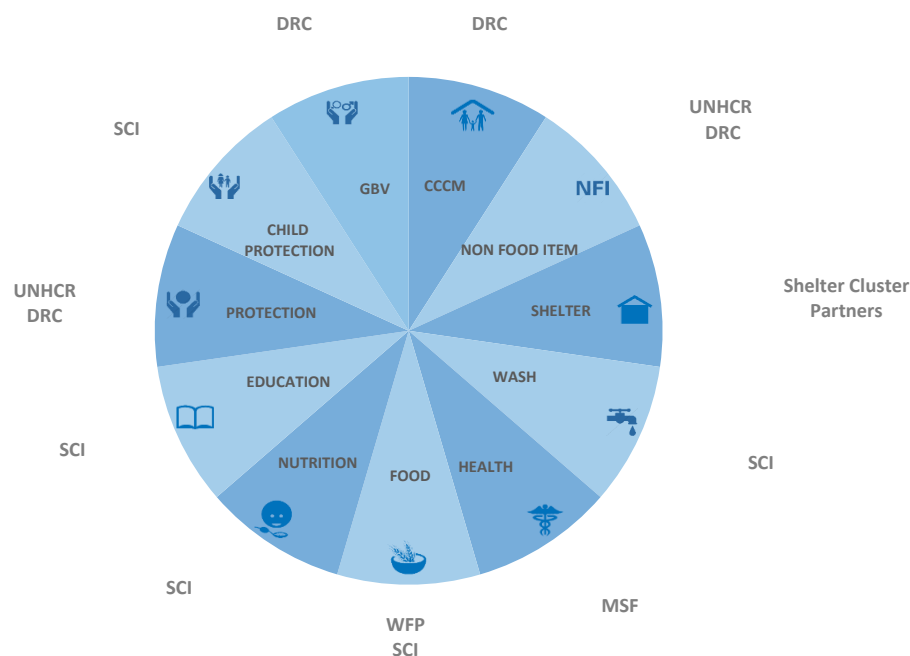 DRC
DRC
UNHCR
DRC
SCI
NFI
GBV
CCCM
CHILD
PROTECTION
NON FOOD ITEM
UNHCR
DRC
PROTECTION
SHELTER
Shelter Cluster
Partners
EDUCATION
WASH
SCI
NUTRITION
FOOD
HEALTH
SCI
SCI
WFP
SCI
MSF